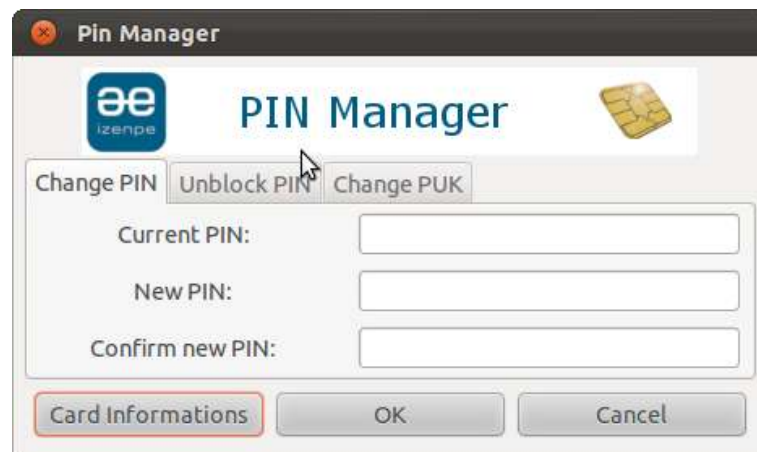 Pin Manager
izenpe
PIN Manager
Change PIN Unblock PIN Change PUK
Current PIN:
New PIN:
Confirm new PIN:
Card Informations OK Cancel